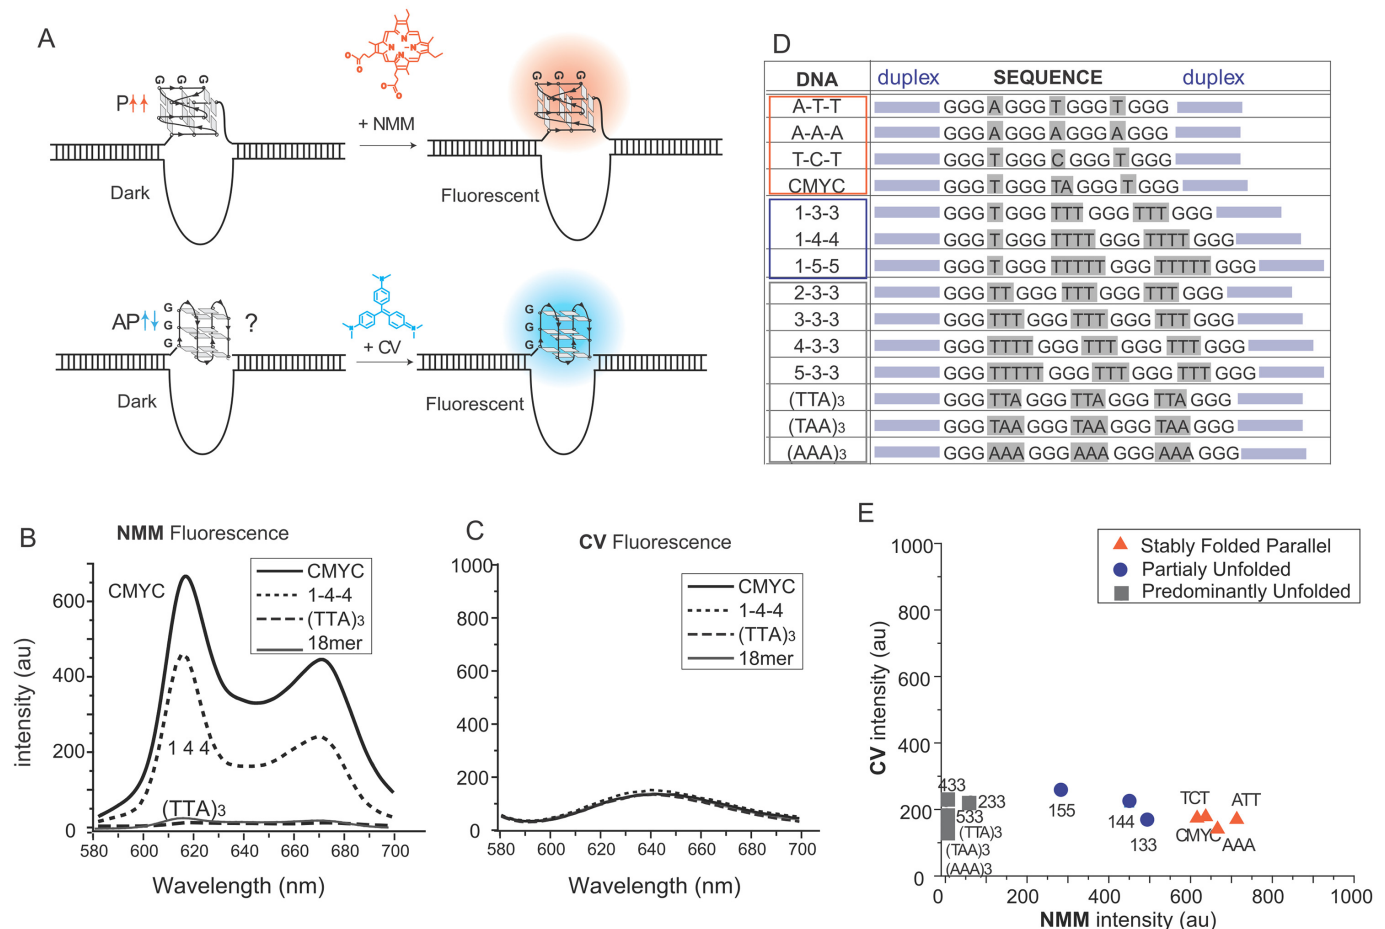 A
G G G
P
+ NMM
N N N N
O
O
O
O
Dark
Fluorescent
G
G
G
AP
?
+ CV
G
G
G
Dark
Fluorescent
D
DNA duplex SEQUENCE duplex
A-T-T GGG A GGG T GGG T GGG
A-A-A GGG A GGG A GGG A GGG
T-C-T GGG T GGG C GGG T GGG
CMYC GGG T GGG TA GGG T GGG
1-3-3 GGG T GGG TTT GGG TTT GGG
1-4-4 GGG T GGG TTTT GGG TTTT GGG
1-5-5 GGG T GGG TTTTT GGG TTTTT GGG
2-3-3 GGG TT GGG TTT GGG TTT GGG
3-3-3 GGG TTT GGG TTT GGG TTT GGG
4-3-3 GGG TTTT GGG TTT GGG TTT GGG
5-3-3 GGG TTTTT GGG TTT GGG TTT GGG
(TTA)3 GGG TTA GGG TTA GGG TTA GGG
(TAA)3 GGG TAA GGG TAA GGG TAA GGG
(AAA)3 GGG AAA GGG AAA GGG AAA GGG
B
NMM Fluorescence
CMYC
CMYC
1-4-4
(TTA)3
18mer
1 4 4
(TTA)3
600
400
200
0
intensity (au)
580 600 620 640 660 680 700
Wavelength (nm)
C
CV Fluorescence
CMYC
1-4-4
(TTA)3
18mer
1000
800
600
400
200
0
580 600 620 640 660 680 700
Wavelength (nm)
E
Stably Folded Parallel
Partialy Unfolded
Predominantly Unfolded
1000
800
600
400
200
0
CV intensity (au)
433
233
533
(TTA)3
(TAA)3
(AAA)3
155
144
133
TCT
ATT
CMYC
AAA
0 200 400 600 800 1000
NMM intensity (au)